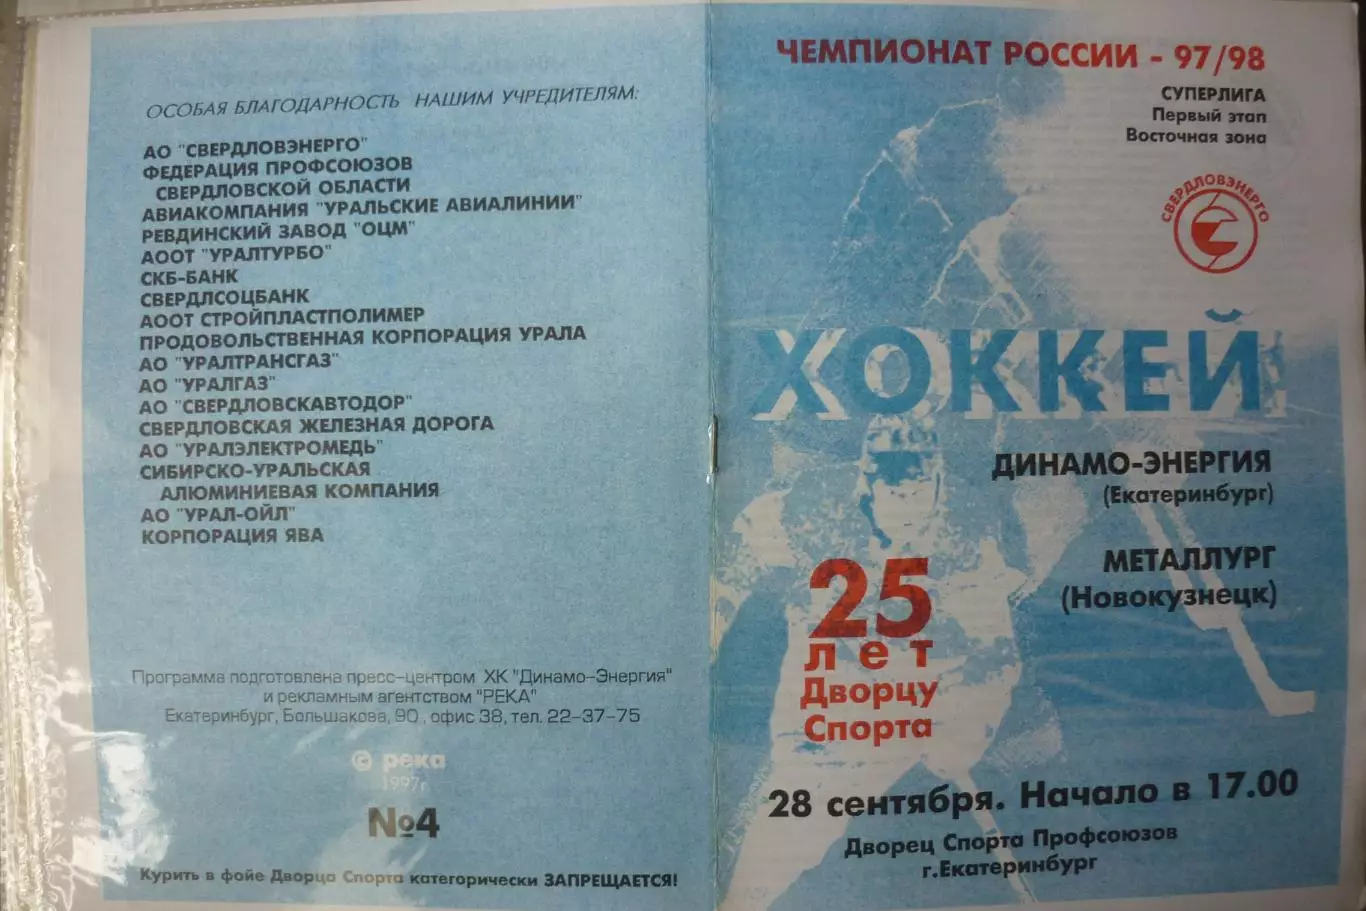 ОСОБАЯ БЛАГОДАРНОСТЬ НАШИМ УЧРЕДИТЕЛЯМ:
АО "СВЕРДЛОВЭНЕРГО"
ФЕДЕРАЦИЯ ПРОФСОЮЗОВ
СВЕРДЛОВСКОЙ ОБЛАСТИ
АВИАКОМПАНИЯ "УРАЛЬСКИЕ АВИАЛИНИИ"
РЕВДИНСКИЙ ЗАВОД "ОЦМ"
АООТ "УРАЛТУРБО"
СКБ-БАНК
СВЕРДЛСОЦБАНК
АООТ СТРОЙПЛАСТПОЛИМЕР
ПРОДОВОЛЬСТВЕННАЯ КОРПОРАЦИЯ УРАЛА
АО "УРАЛТРАНСГАЗ"
АО "УРАЛГАЗ"
АО "СВЕРДЛОВСКАВТОДОР"
СВЕРДЛОВСКАЯ ЖЕЛЕЗНАЯ ДОРОГА
АО "УРАЛЭЛЕКТРОМЕДЬ"
СИБИРСКО-УРАЛЬСКАЯ
АЛЮМИНИЕВАЯ КОМПАНИЯ
АО "УРАЛ-ОЙЛ"
КОРПОРАЦИЯ ЯВА
Программа подготовлена пресс-центром ХК "Динамо-Энергия"
и рекламным агентством "РЕКА"
Екатеринбург, Большакова, 90, офис 38, тел. 22-37-75
© река
1997г.
№4
Курить в фойе Дворца Спорта категорически ЗАПРЕЩАЕТСЯ!
ЧЕМПИОНАТ РОССИИ - 97/98
СУПЕРЛИГА
Первый этап
Восточная зона
СВЕРДЛОВЭНЕРГО
ХОККЕЙ
ДИНАМО-ЭНЕРГИЯ
(Екатеринбург)
МЕТАЛЛУРГ
(Новокузнецк)
25
лет
Дворцу
Спорта
28 сентября. Начало в 17.00
Дворец Спорта Профсоюзов
г.Екатеринбург